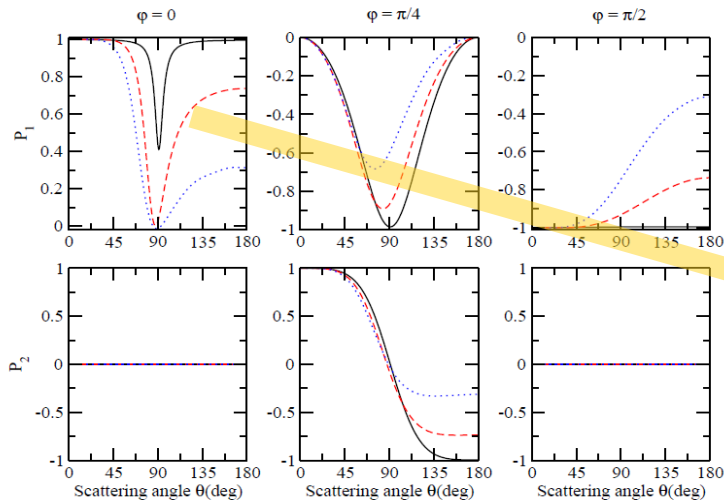 φ = 0
φ = π/4
φ = π/2
1
0.8
0.6
0.4
0.2
0
P1
0 45 90 135 180
0
-0.2
-0.4
-0.6
-0.8
-1
0 45 90 135 180
0
-0.2
-0.4
-0.6
-0.8
-1
0 45 90 135 180
1
0.5
0
-0.5
-1
P2
0 45 90 135 180
Scattering angle θ(deg)
1
0.5
0
-0.5
-1
0 45 90 135 180
Scattering angle θ(deg)
1
0.5
0
-0.5
-1
0 45 90 135 180
Scattering angle θ(deg)